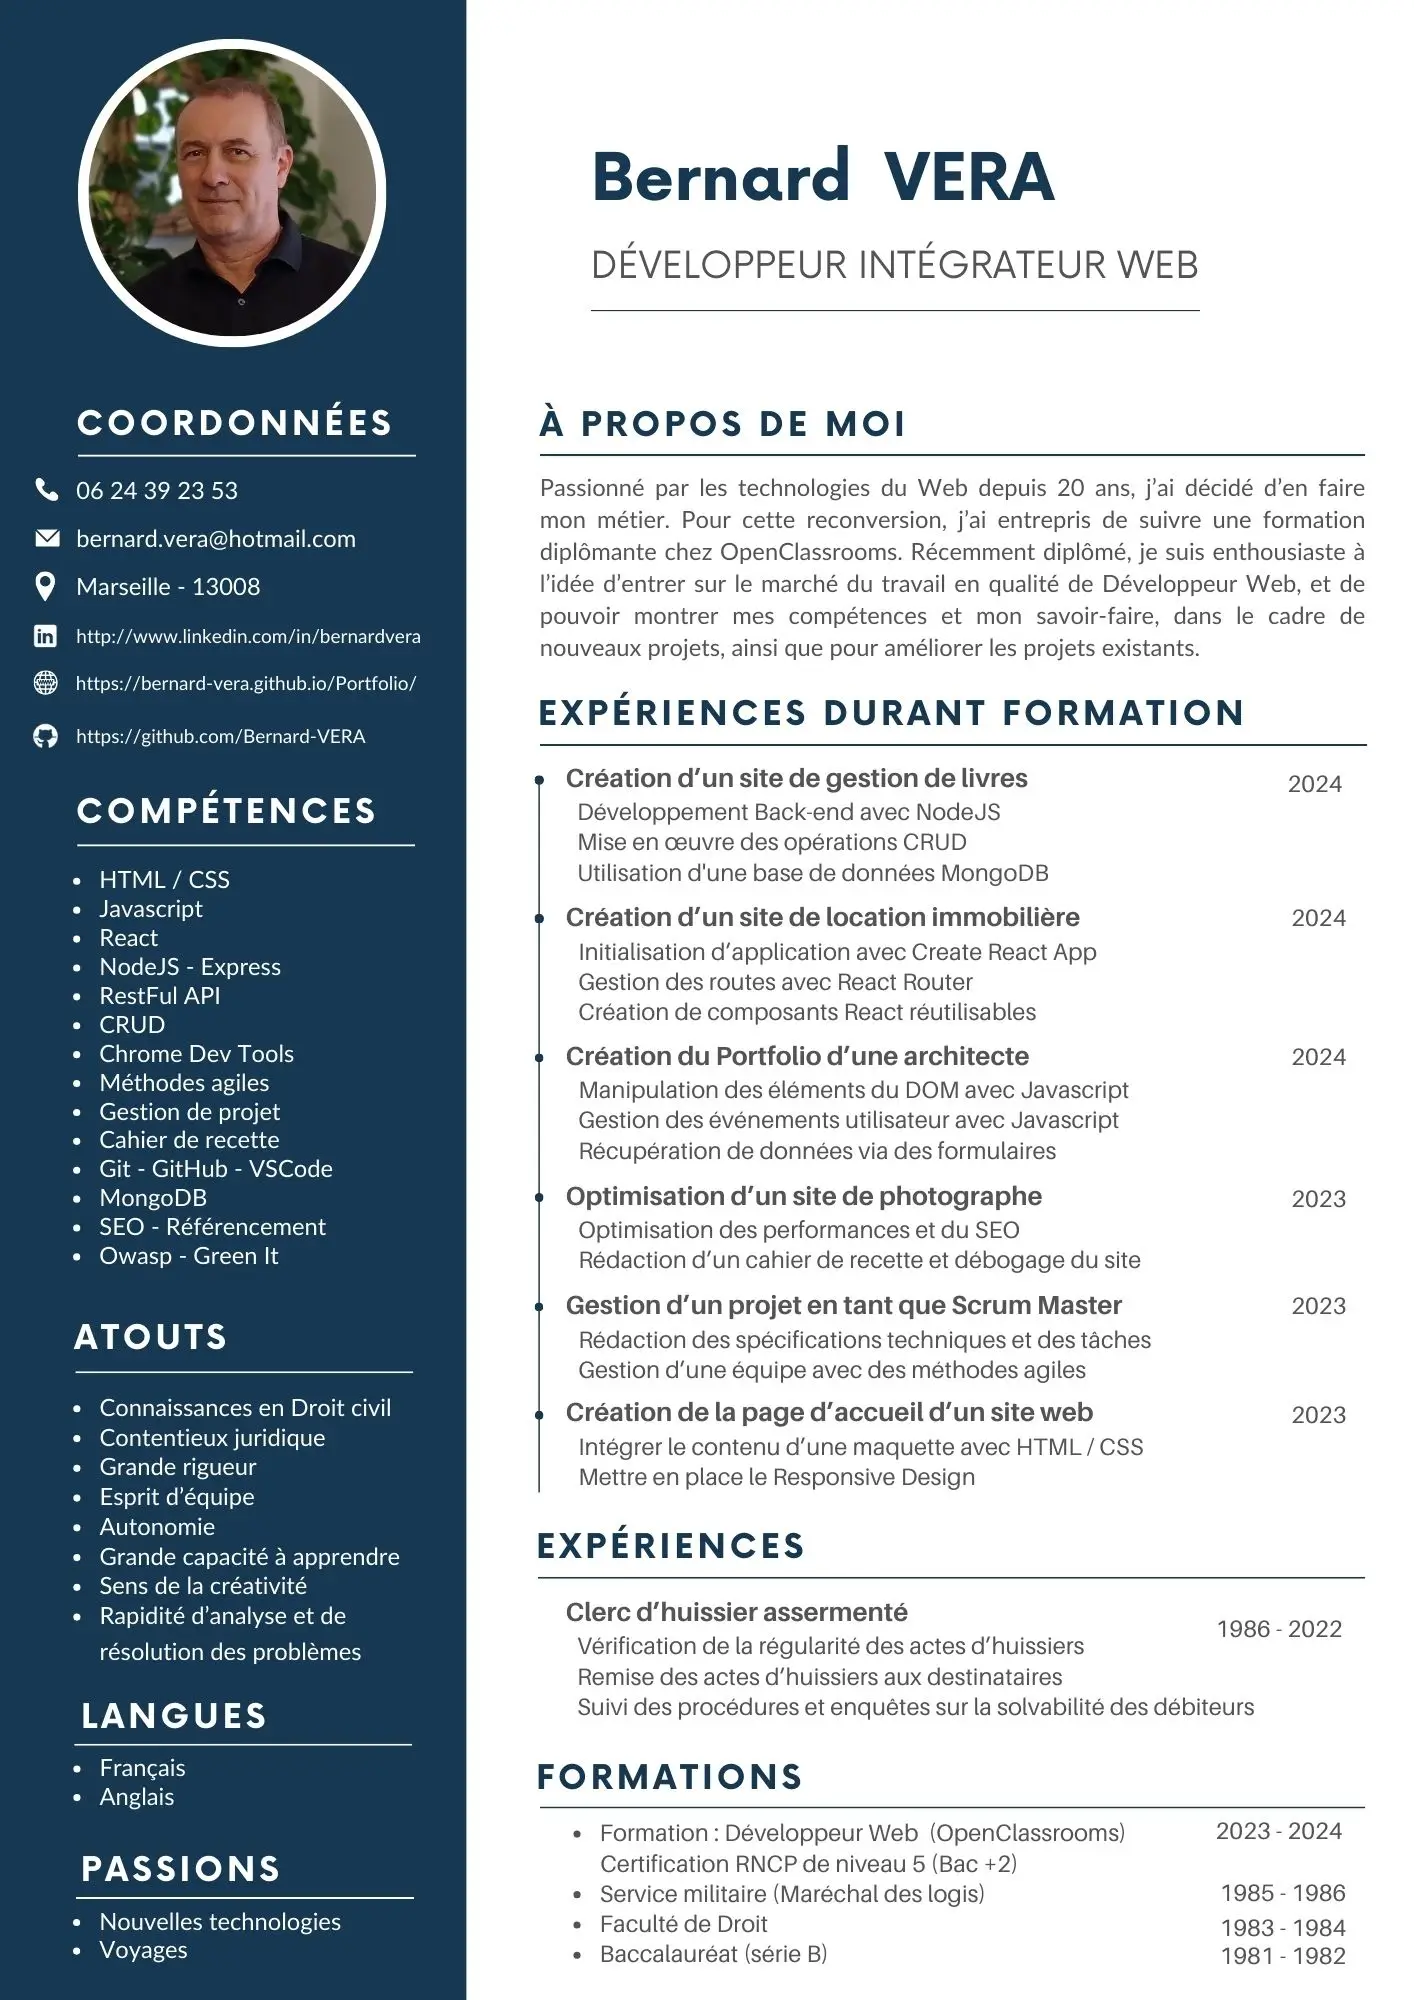 Bernard VERA
DÉVELOPPEUR INTÉGRATEUR WEB
COORDONNÉES
06 24 39 23 53
bernard.vera@hotmail.com
Marseille - 13008
http://www.linkedin.com/in/bernardvera
https://bernard-vera.github.io/Portfolio/
https://github.com/Bernard-VERA
COMPÉTENCES
HTML / CSS
Javascript
React
NodeJS - Express
RestFul API
CRUD
Chrome Dev Tools
Méthodes agiles
Gestion de projet
Cahier de recette
Git - GitHub - VSCode
MongoDB
SEO - Référencement
Owasp - Green It
ATOUTS
Connaissances en Droit civil
Contentieux juridique
Grande rigueur
Esprit d’équipe
Autonomie
Grande capacité à apprendre
Sens de la créativité
Rapidité d’analyse et de
résolution des problèmes
LANGUES
Français
Anglais
PASSIONS
Nouvelles technologies
Voyages
À PROPOS DE MOI
Passionné par les technologies du Web depuis 20 ans, j’ai décidé d’en faire
mon métier. Pour cette reconversion, j’ai entrepris de suivre une formation
diplômante chez OpenClassrooms. Récemment diplômé, je suis enthousiaste à
l’idée d’entrer sur le marché du travail en qualité de Développeur Web, et de
pouvoir montrer mes compétences et mon savoir-faire, dans le cadre de
nouveaux projets, ainsi que pour améliorer les projets existants.
EXPÉRIENCES DURANT FORMATION
Création d’un site de gestion de livres 2024
Développement Back-end avec NodeJS
Mise en œuvre des opérations CRUD
Utilisation d'une base de données MongoDB
Création d’un site de location immobilière 2024
Initialisation d’application avec Create React App
Gestion des routes avec React Router
Création de composants React réutilisables
Création du Portfolio d’une architecte 2024
Manipulation des éléments du DOM avec Javascript
Gestion des événements utilisateur avec Javascript
Récupération de données via des formulaires
Optimisation d’un site de photographe 2023
Optimisation des performances et du SEO
Rédaction d’un cahier de recette et débogage du site
Gestion d’un projet en tant que Scrum Master 2023
Rédaction des spécifications techniques et des tâches
Gestion d’une équipe avec des méthodes agiles
Création de la page d’accueil d’un site web 2023
Intégrer le contenu d’une maquette avec HTML / CSS
Mettre en place le Responsive Design
EXPÉRIENCES
Clerc d’huissier assermenté 1986 - 2022
Vérification de la régularité des actes d’huissiers
Remise des actes d’huissiers aux destinataires
Suivi des procédures et enquêtes sur la solvabilité des débiteurs
FORMATIONS
Formation : Développeur Web (OpenClassrooms) 2023 - 2024
Certification RNCP de niveau 5 (Bac +2)
Service militaire (Maréchal des logis) 1985 - 1986
Faculté de Droit 1983 - 1984
Baccalauréat (série B) 1981 - 1982